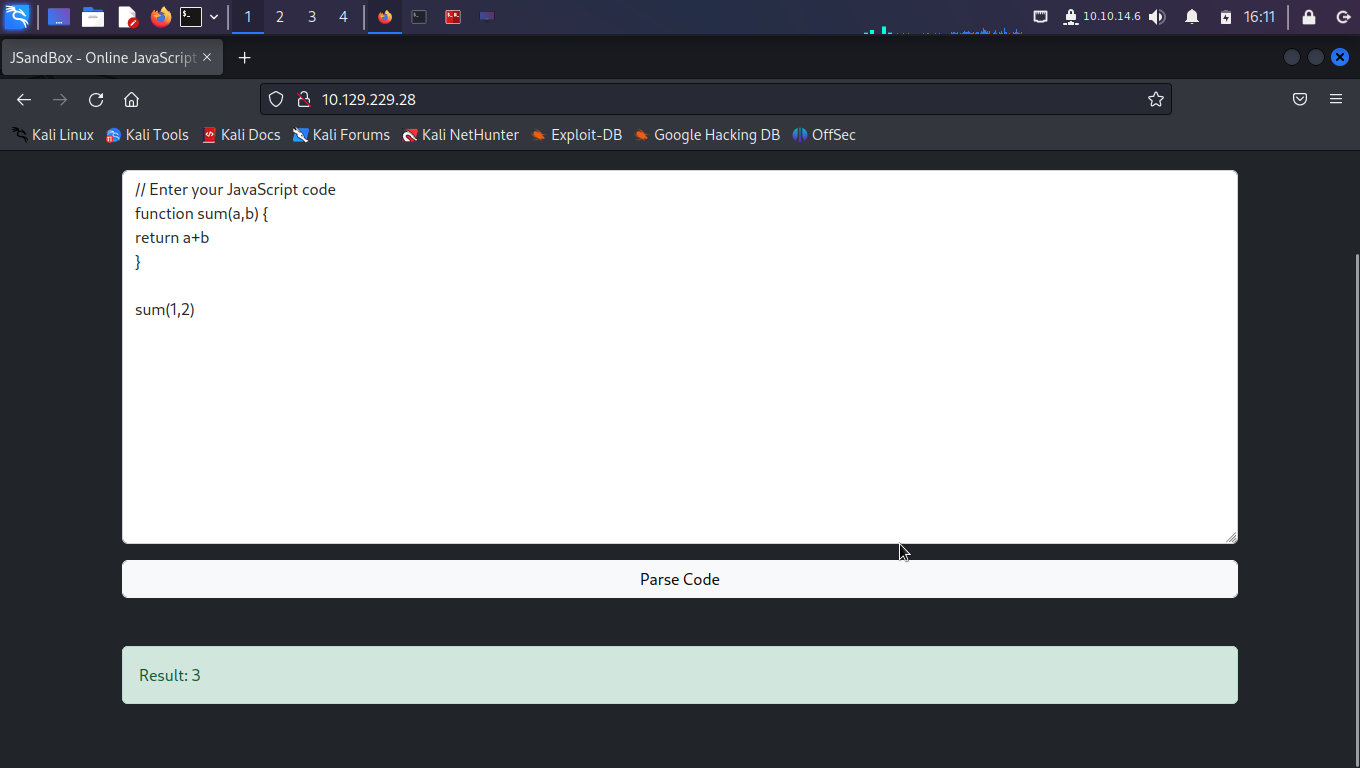 1 2 3 4
10.10.14.6
16:11
JSandBox - Online JavaScript
10.129.229.28
Kali Linux Kali Tools Kali Docs Kali Forums Kali NetHunter Exploit-DB Google Hacking DB OffSec
// Enter your JavaScript code
function sum(a,b) {
return a+b
}
sum(1,2)
Parse Code
Result: 3